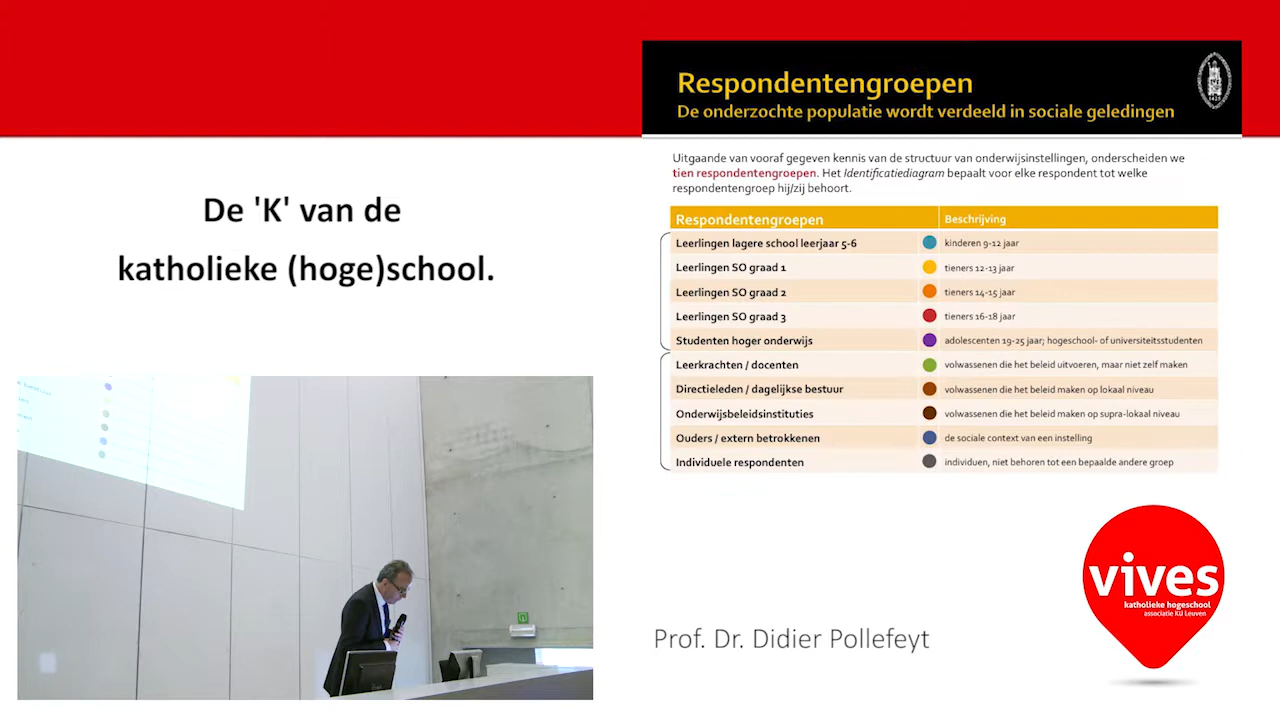 De 'K' van de
katholieke (hoge)school.
Respondentengroepen
De onderzochte populatie wordt verdeeld in sociale geledingen
Uitgaande van vooraf gegeven kennis van de structuur van onderwijsinstellingen, onderscheiden we
tien respondentengroepen. Het Identificatiediagram bepaalt voor elke respondent tot welke
respondentengroep hij/zij behoort.
Respondentengroepen Beschrijving
Leerlingen lagere school leerjaar 5-6 kinderen 9-12 jaar
Leerlingen SO graad 1 tieners 12-13 jaar
Leerlingen SO graad 2 tieners 14-15 jaar
Leerlingen SO graad 3 tieners 16-18 jaar
Studenten hoger onderwijs adolescenten 19-25 jaar; hogeschool- of universiteitsstudenten
Leerkrachten / docenten volwassenen die het beleid uitvoeren, maar niet zelf maken
Directieleden / dagelijkse bestuur volwassenen die het beleid maken op lokaal niveau
Onderwijsbeleidsinstituties volwassenen die het beleid maken op supra-lokaal niveau
Ouders / extern betrokkenen de sociale context van een instelling
Individuele respondenten individuen, niet behoren tot een bepaalde andere groep
vives
katholieke hogeschool
associatie KU Leuven
Prof. Dr. Didier Pollefeyt